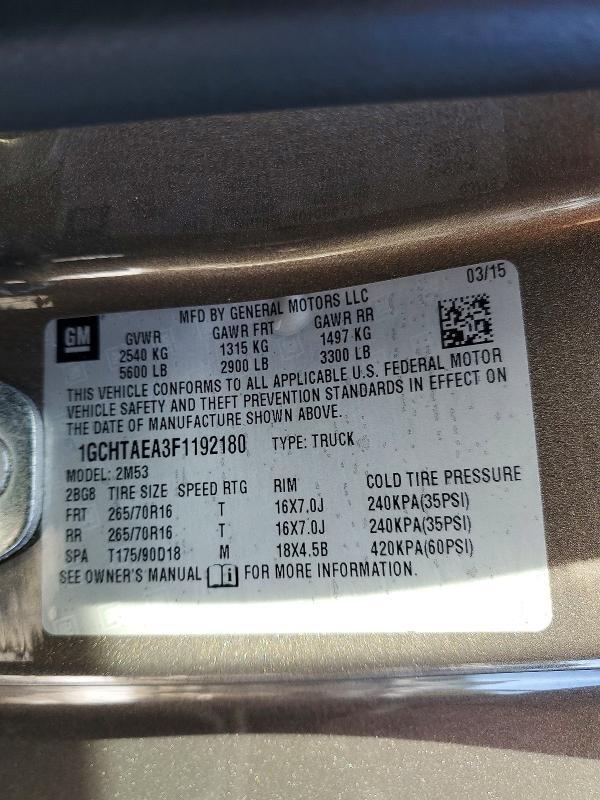 03/15
MFD BY GENERAL MOTORS LLC
GM
GVWR GAWR FRT GAWR RR
2540 KG 1315 KG 1497 KG
5600 LB 2900 LB 3300 LB
THIS VEHICLE CONFORMS TO ALL APPLICABLE U.S. FEDERAL MOTOR
VEHICLE SAFETY AND THEFT PREVENTION STANDARDS IN EFFECT ON
THE DATE OF MANUFACTURE SHOWN ABOVE.
1GCHTAEA3F1192180 TYPE: TRUCK
MODEL: 2M53
2BG8 TIRE SIZE SPEED RTG RIM COLD TIRE PRESSURE
FRT 265/70R16 T 16X7.0J 240KPA(35PSI)
RR 265/70R16 T 16X7.0J 240KPA(35PSI)
SPA T175/90D18 M 18X4.5B 420KPA(60PSI)
SEE OWNER'S MANUAL i FOR MORE INFORMATION.